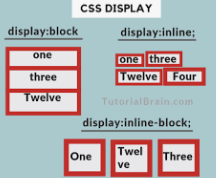 CSS DISPLAY
display:block
one
three
Twelve
display:inline;
one three
Twelve Four
TutorialBrain.com
display:inline-block;
One
Twel
ve
Three